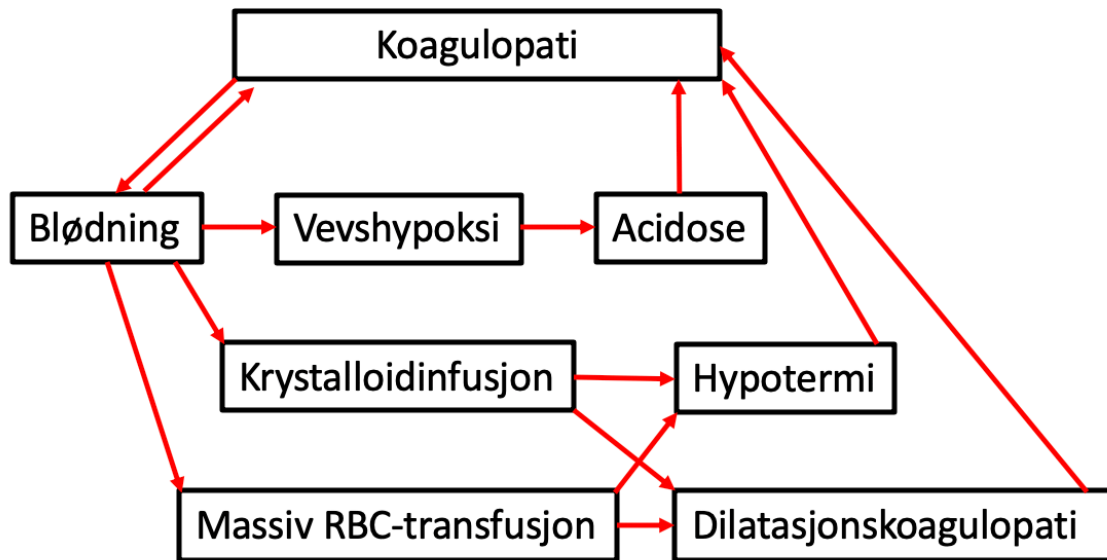 Koagulopati
Blødning
Vevshypoksi
Acidose
Krystalloidinfusjon
Hypotermi
Massiv RBC-transfusjon
Dilatasjonskoagulopati